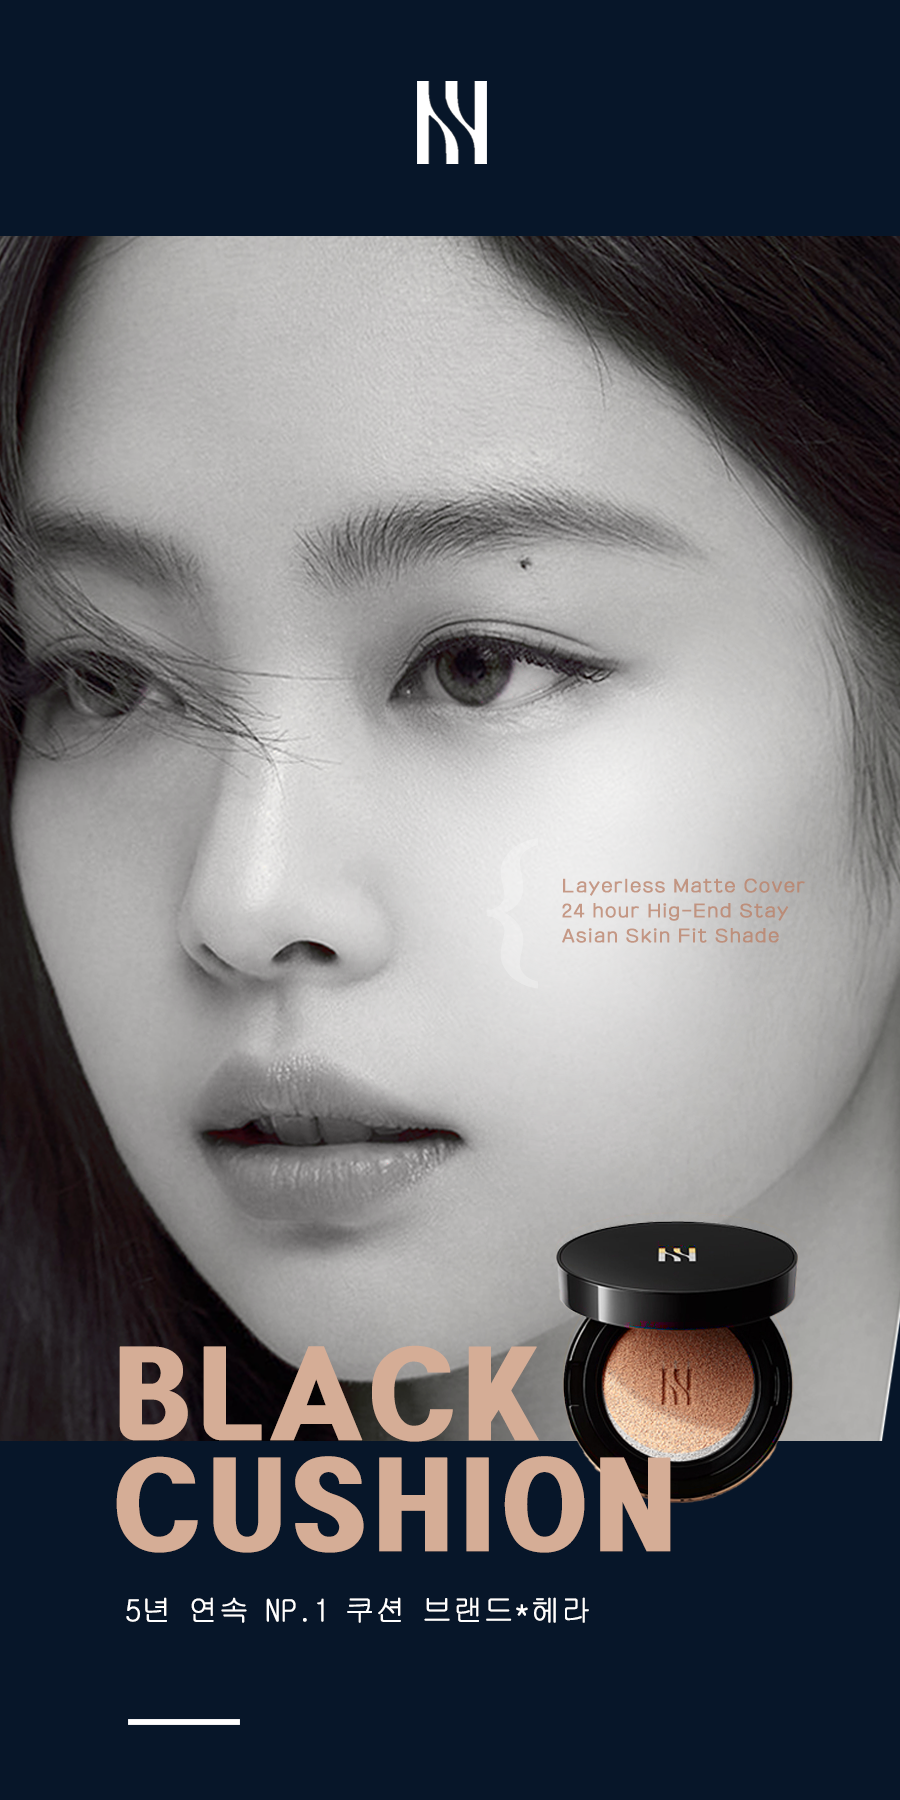 Layerless Matte Cover
24 hour Hig-End Stay
Asian Skin Fit Shade
BLACK
CUSHION
5년 연속 NP.1 쿠션 브랜드*헤라